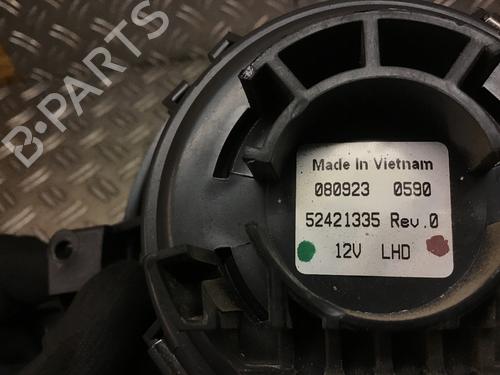 B-PARTS
Made In Vietnam
080923 0590
52421335 Rev.0
12V LHD